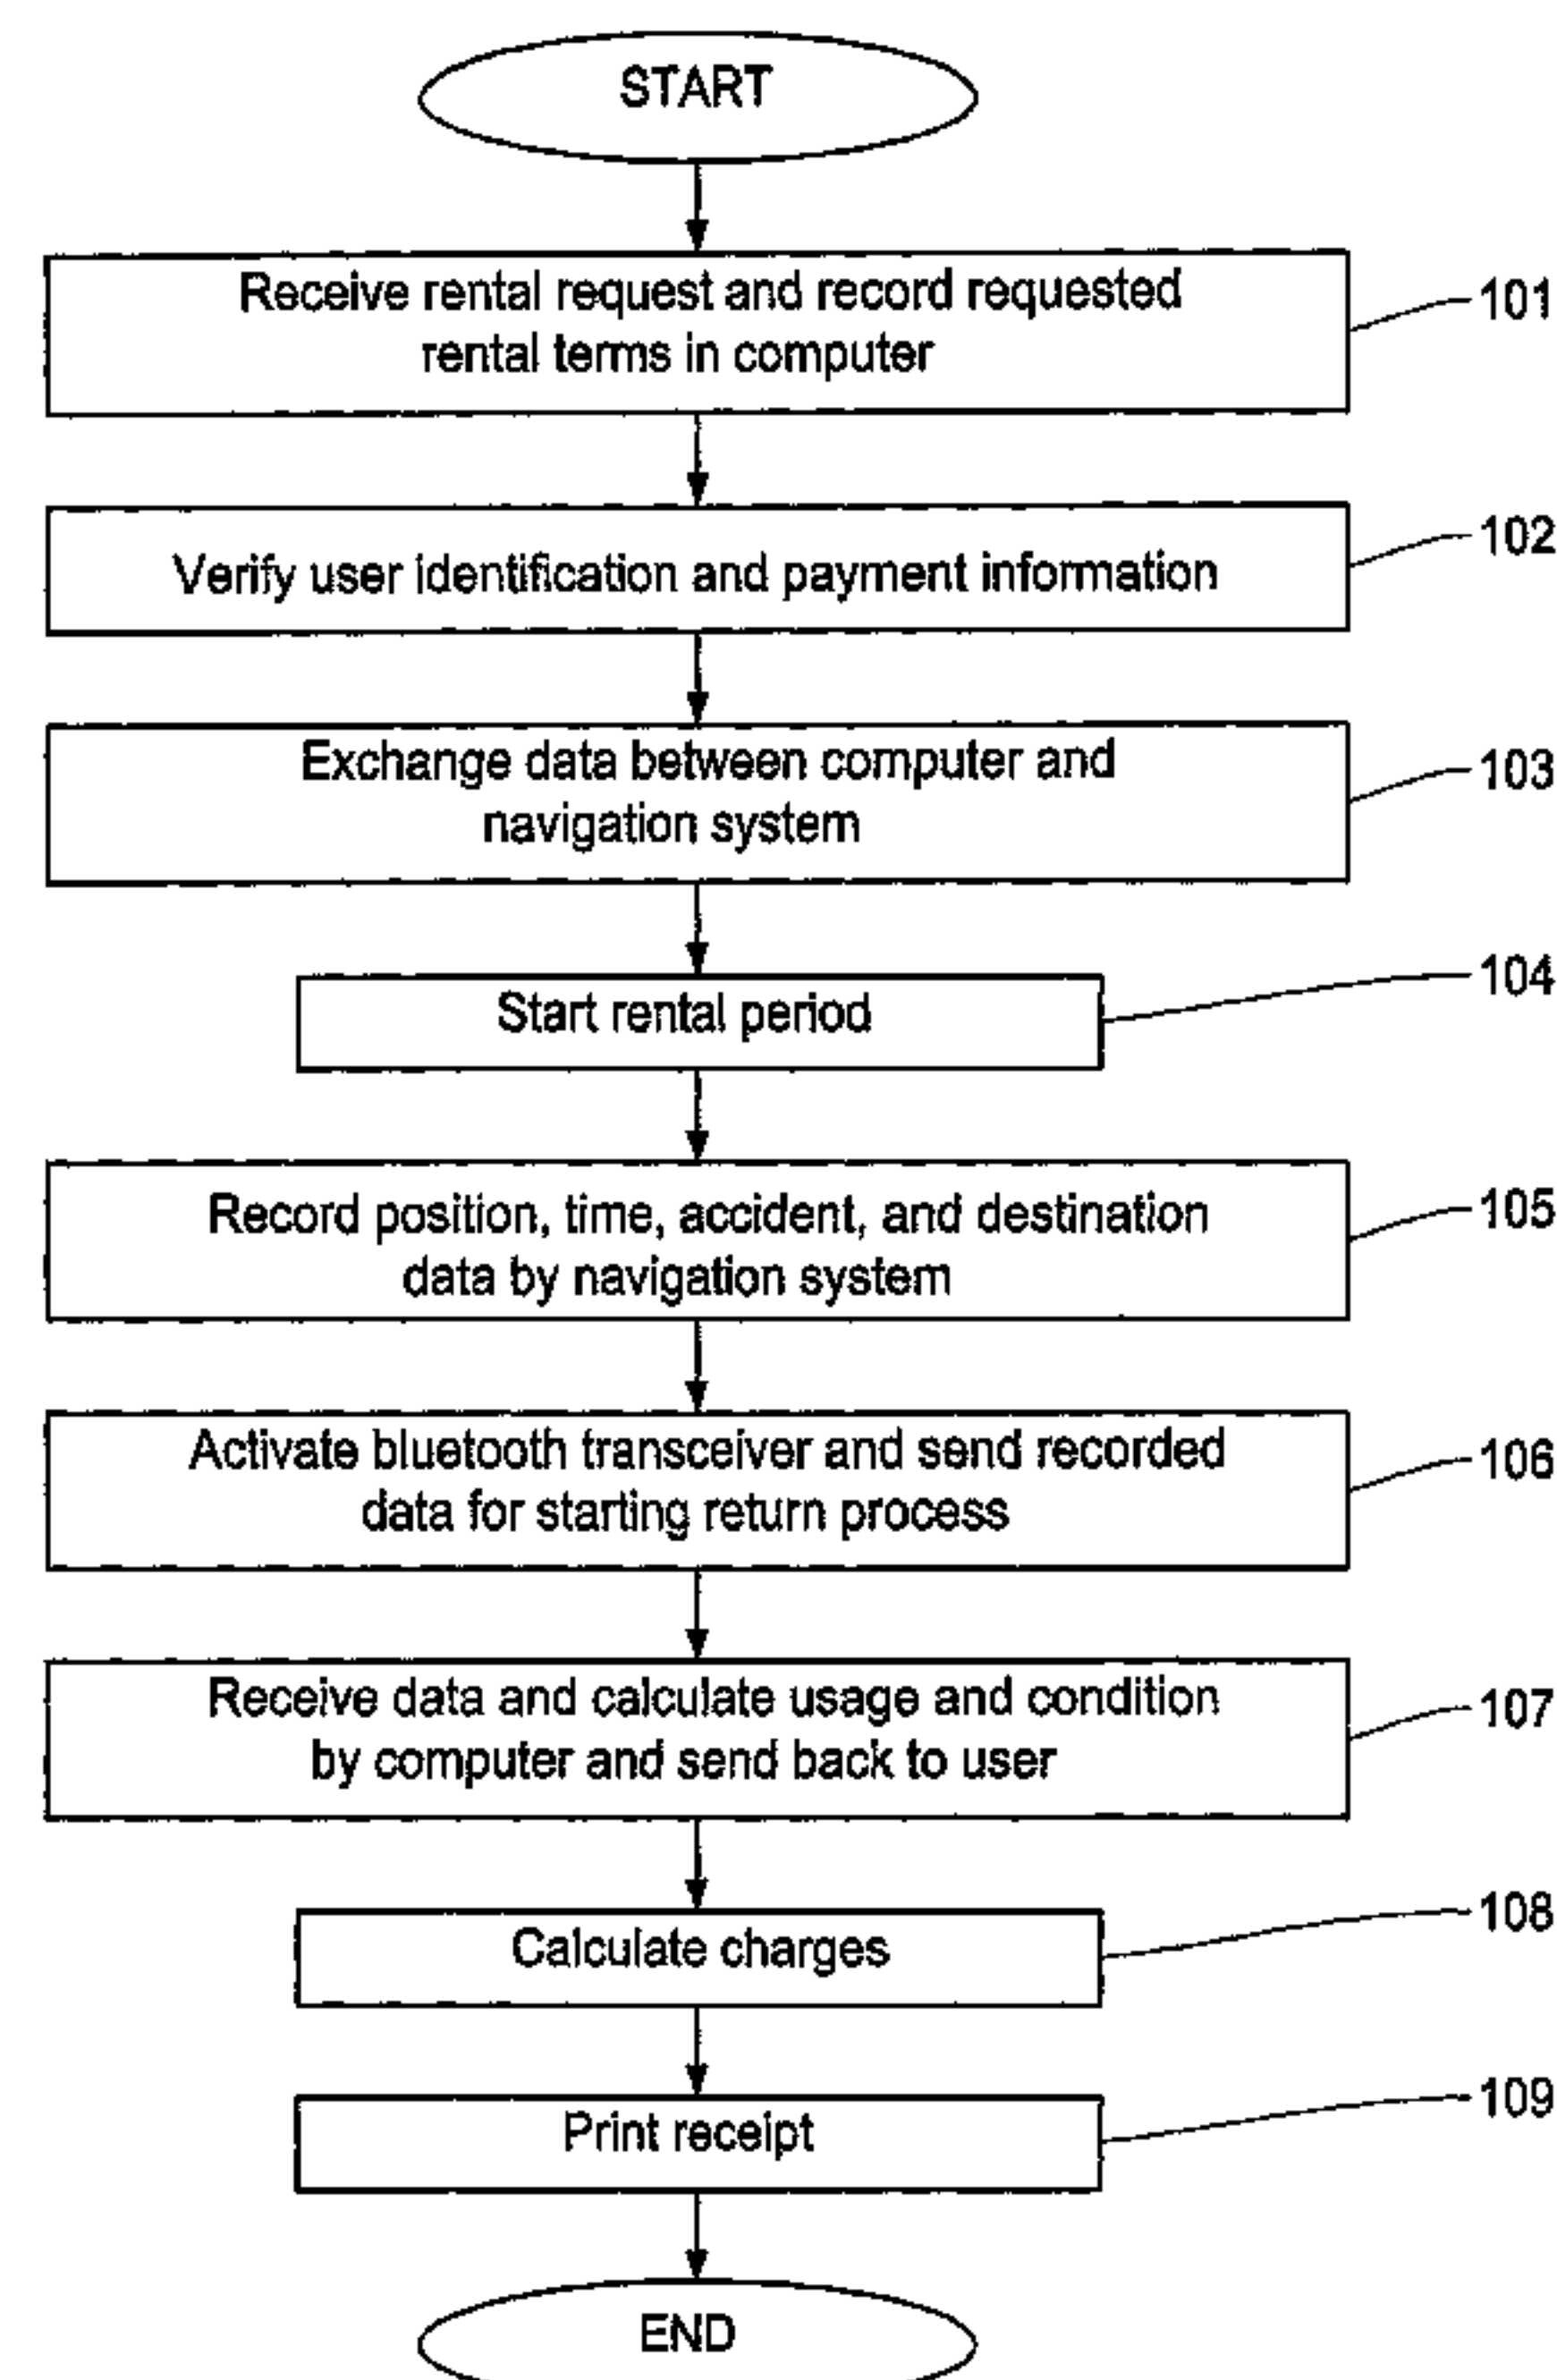 START
Receive rental request and record requested
rental terms in computer
101
Verify user identification and payment information
102
Exchange data between computer and
navigation system
103
Start rental period
104
Record position, time, accident, and destination
data by navigation system
105
Activate bluetooth transceiver and send recorded
data for starting return process
106
Receive data and calculate usage and condition
by computer and send back to user
107
Calculate charges
108
Print receipt
109
END